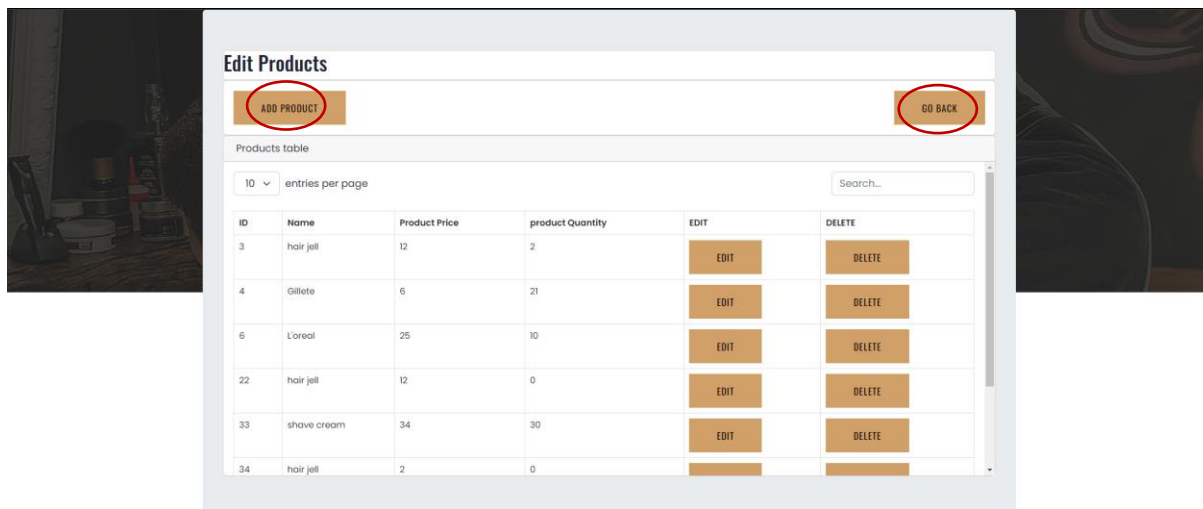 Edit Products
ADD PRODUCT GO BACK
Products table
10 entries per page Search...
ID Name Product Price product Quantity EDIT DELETE
3 hair jell 12 2 EDIT DELETE
4 Gillete 6 21 EDIT DELETE
6 L'oreal 25 10 EDIT DELETE
22 hair jell 12 0 EDIT DELETE
33 shave cream 34 30 EDIT DELETE
34 hair jell 2 0